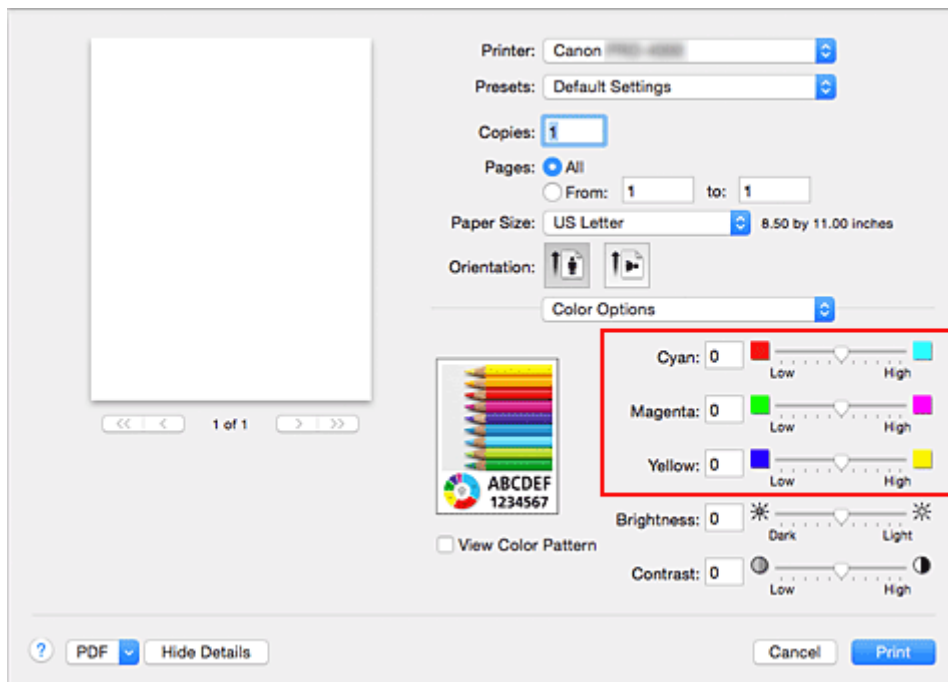 Printer: Canon
Presets: Default Settings
Copies: 1
Pages: All
From: 1 to: 1
Paper Size: US Letter 8.50 by 11.00 inches
Orientation:
Color Options
<< < 1 of 1 > >>
Cyan: 0
Low High
Magenta: 0
Low High
Yellow: 0
Low High
ABCDEF
1234567
View Color Pattern
Brightness: 0
Dark Light
Contrast: 0
Low High
? PDF Hide Details Cancel Print